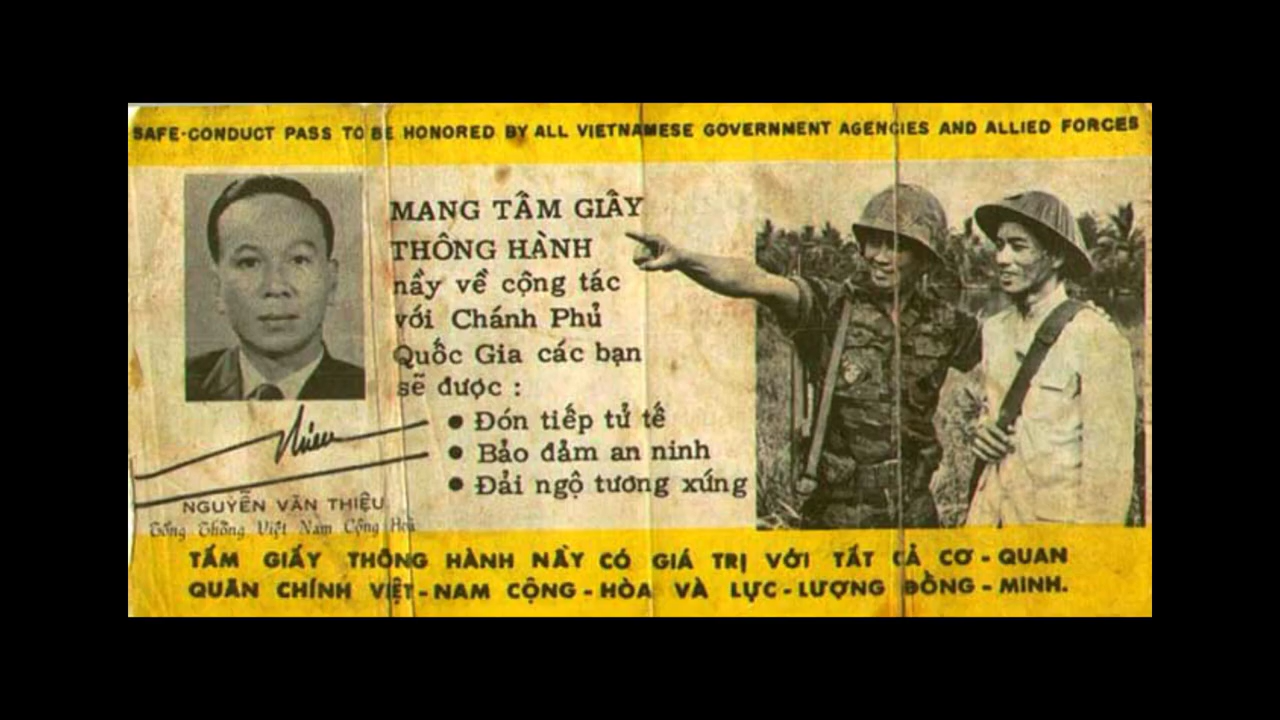 SAFE-CONDUCT PASS TO BE HONORED BY ALL VIETNAMESE GOVERNMENT AGENCIES AND ALLIED FORCES
MANG TẤM GIẤY
THÔNG HÀNH
nầy về cộng tác
với Chánh Phủ
Quốc Gia các bạn
sẽ được :
● Đón tiếp tử tế
● Bảo đảm an ninh
● Đải ngộ tương xứng
NGUYỄN VĂN THIỆU
Tổng Thống Việt Nam Cộng Hoà
TẤM GIẤY THÔNG HÀNH NẦY CÓ GIÁ TRỊ VỚI TẤT CẢ CƠ - QUAN
QUÂN CHÍNH VIỆT - NAM CỘNG - HÒA VÀ LỰC - LƯỢNG ĐỒNG - MINH.